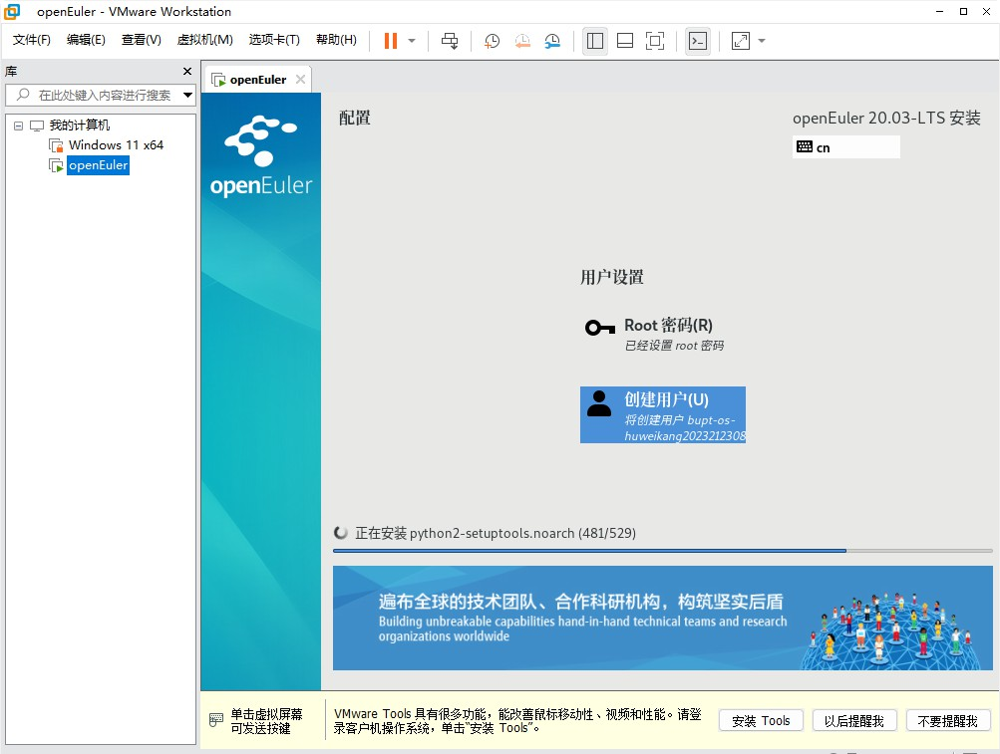 openEuler - VMware Workstation
文件(F) 编辑(E) 查看(V) 虚拟机(M) 选项卡(T) 帮助(H)
库
在此处键入内容进行搜索
我的计算机
Windows 11 x64
openEuler
openEuler
openEuler
配置
openEuler 20.03-LTS 安装
cn
用户设置
Root 密码(R)
已经设置 root 密码
创建用户(U)
将创建用户 bupt-os-
huweikang2023212308
正在安装 python2-setuptools.noarch (481/529)
遍布全球的技术团队、合作科研机构，构筑坚实后盾
Building unbreakable capabilities hand-in-hand technical teams and research
organizations worldwide
单击虚拟屏幕
可发送按键
VMware Tools 具有很多功能，能改善鼠标移动性、视频和性能。请登
录客户机操作系统，单击“安装 Tools”。
安装 Tools
以后提醒我
不要提醒我